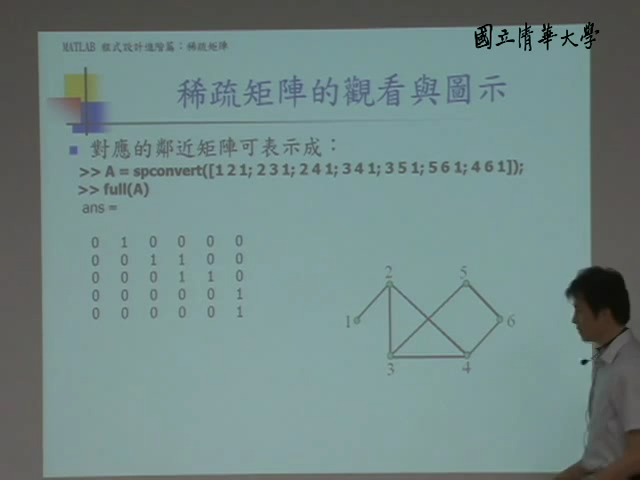 國立清華大學
MATLAB 程式設計進階篇：稀疏矩陣
稀疏矩陣的觀看與圖示
對應的鄰近矩陣可表示成：
>> A = spconvert([1 2 1; 2 3 1; 2 4 1; 3 4 1; 3 5 1; 5 6 1; 4 6 1]);
>> full(A)
ans =
0 1 0 0 0 0
0 0 1 1 0 0
0 0 0 1 1 0
0 0 0 0 0 1
0 0 0 0 0 1
2 5
1 6
3 4